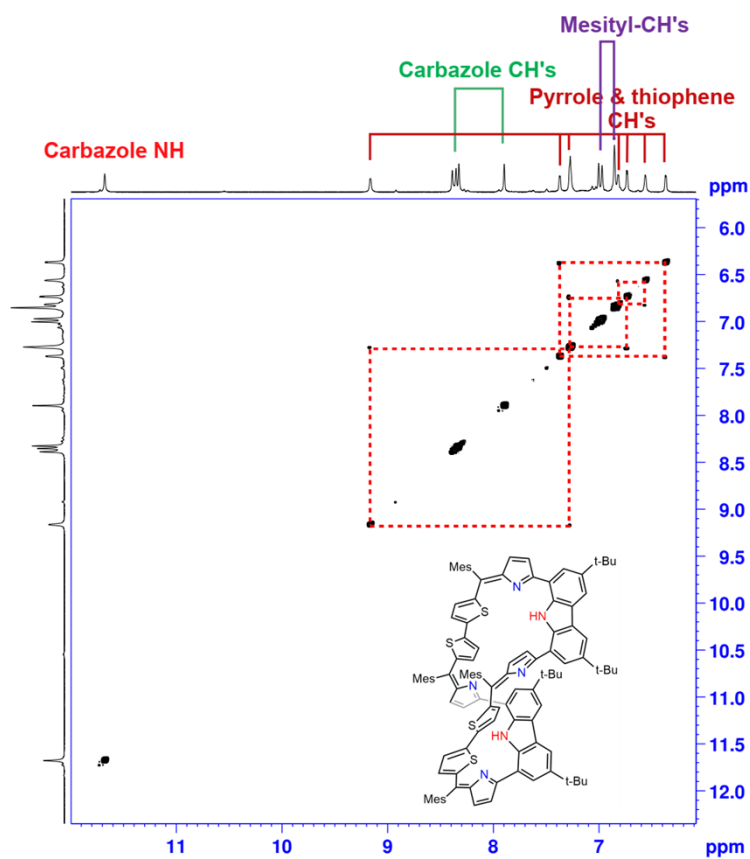 Mesityl-CH's
Carbazole CH's
Pyrrole & thiophene
CH's
Carbazole NH
ppm
6.0
6.5
7.0
7.5
8.0
8.5
9.0
9.5
10.0
10.5
11.0
11.5
12.0
Mes
N
t-Bu
S
HN
S
t-Bu
Mes
Mes
N
N
t-Bu
S
HN
S
N
t-Bu
Mes
11
10
9
8
7
ppm